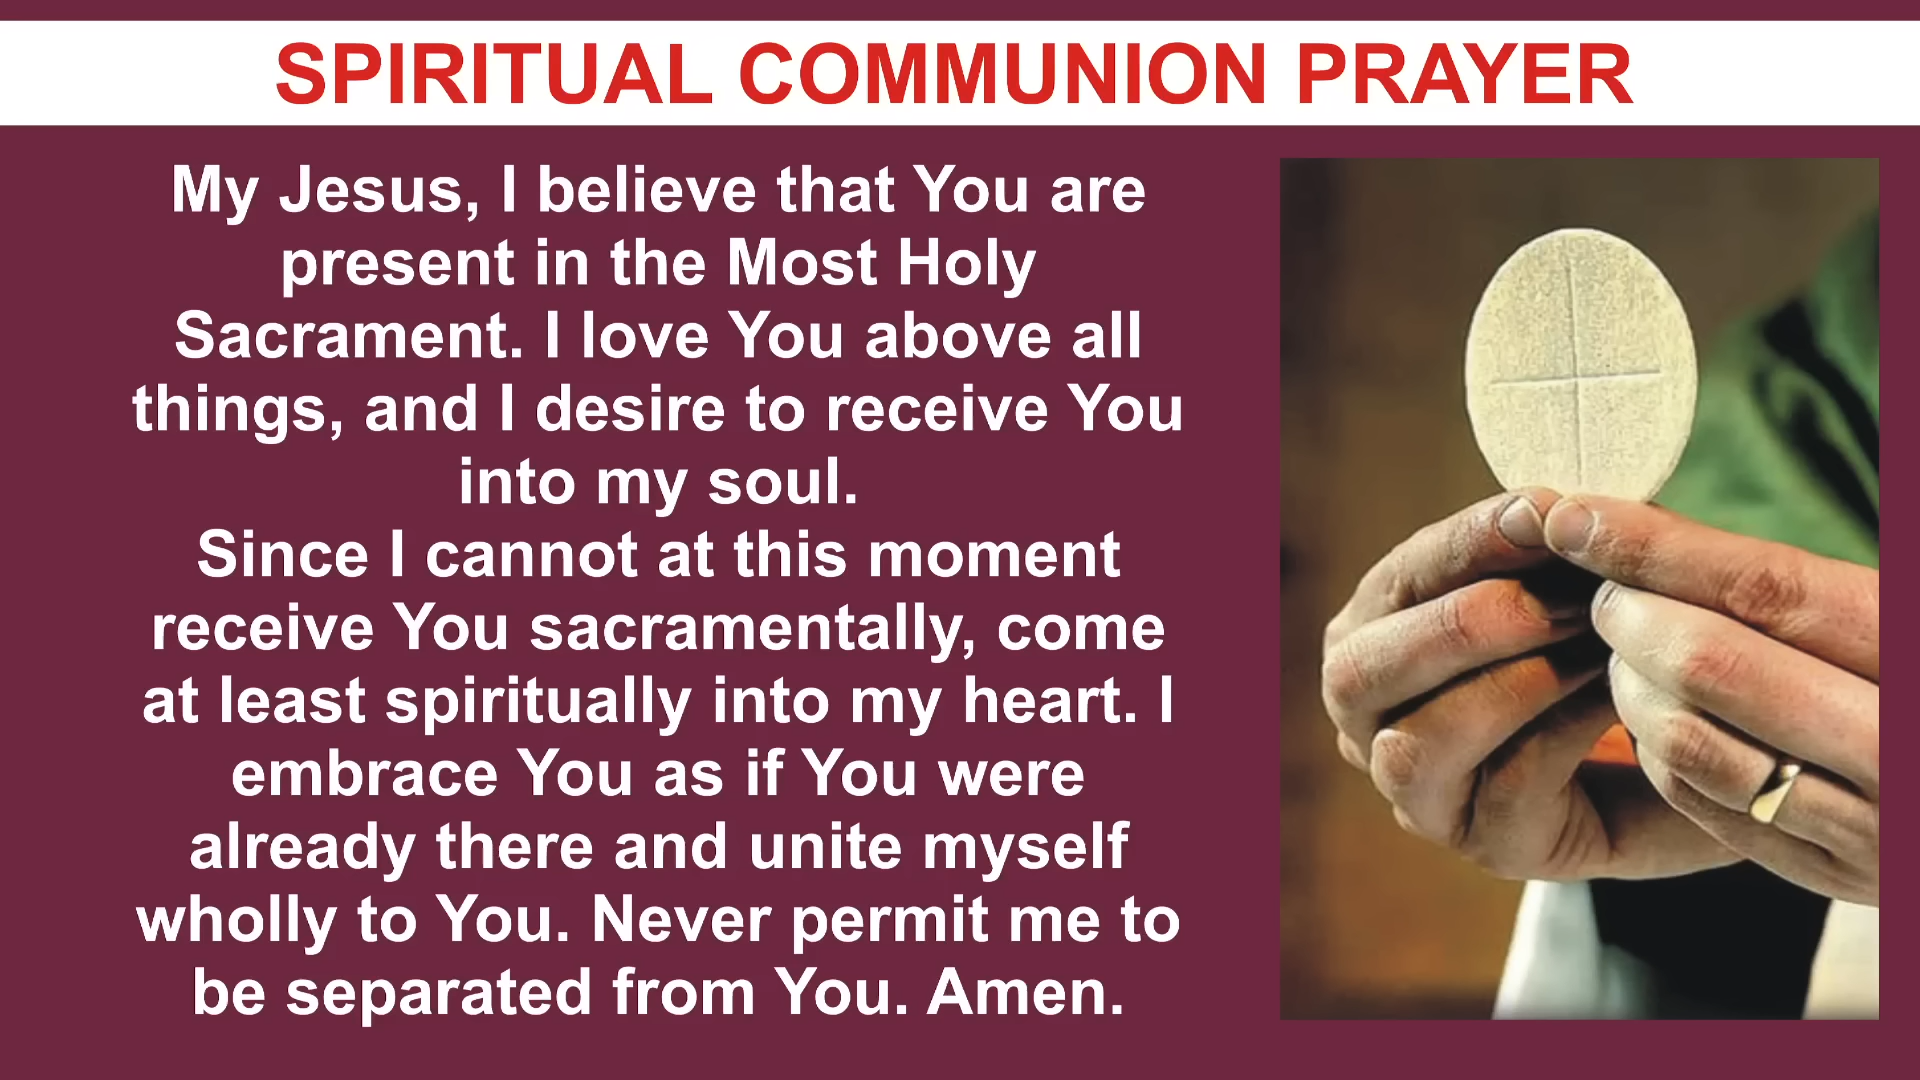 SPIRITUAL COMMUNION PRAYER
My Jesus, I believe that You are
present in the Most Holy
Sacrament. I love You above all
things, and I desire to receive You
into my soul.
Since I cannot at this moment
receive You sacramentally, come
at least spiritually into my heart. I
embrace You as if You were
already there and unite myself
wholly to You. Never permit me to
be separated from You. Amen.